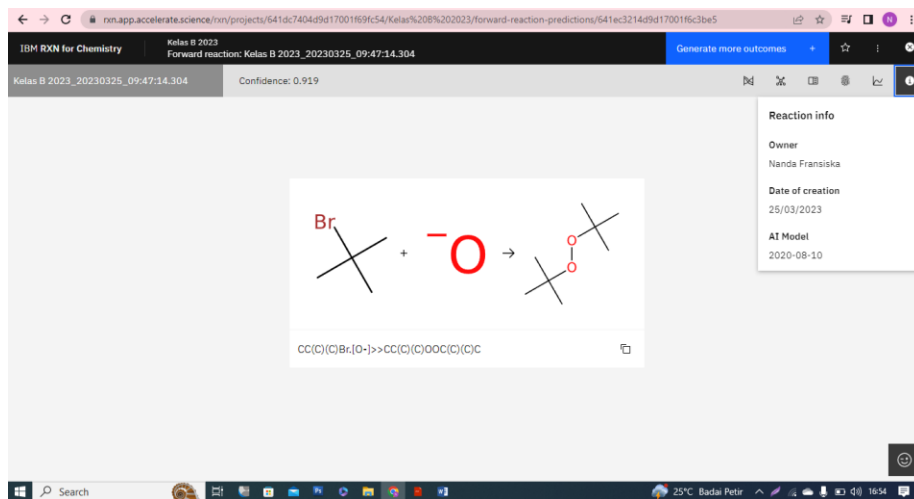 rxn.app.accelerate.science/rxn/projects/641dc7404d9d17001f69fc54/Kelas%20B%202023/forward-reaction-predictions/641ec3214d9d17001f6c3be5
N
IBM RXN for Chemistry
Kelas B 2023
Forward reaction: Kelas B 2023_20230325_09:47:14.304
Generate more outcomes +
Kelas B 2023_20230325_09:47:14.304
Confidence: 0.919
Reaction info
Owner
Nanda Fransiska
Date of creation
25/03/2023
AI Model
2020-08-10
Br
+ −O →
O
O
CC(C)(C)Br.[O-]>>CC(C)(C)OOC(C)(C)C
Search
25°C Badai Petir
16:54